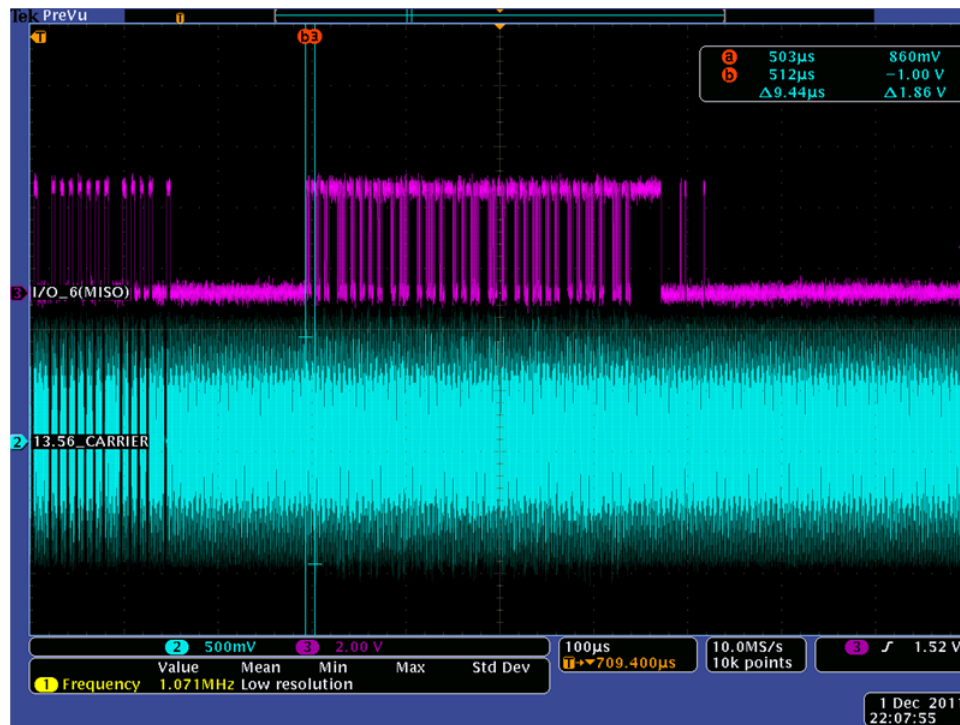 Tek PreVu
T
T
b a
a 503µs 860mV
b 512µs −1.00 V
Δ9.44µs Δ1.86 V
3 I/O_6(MISO)
2 13.56_CARRIER
2 500mV 3 2.00 V
100µs
T→▼709.400µs
10.0MS/s
10k points
3 1.52 V
Value Mean Min Max Std Dev
1 Frequency 1.071MHz Low resolution
1 Dec 2011
22:07:55